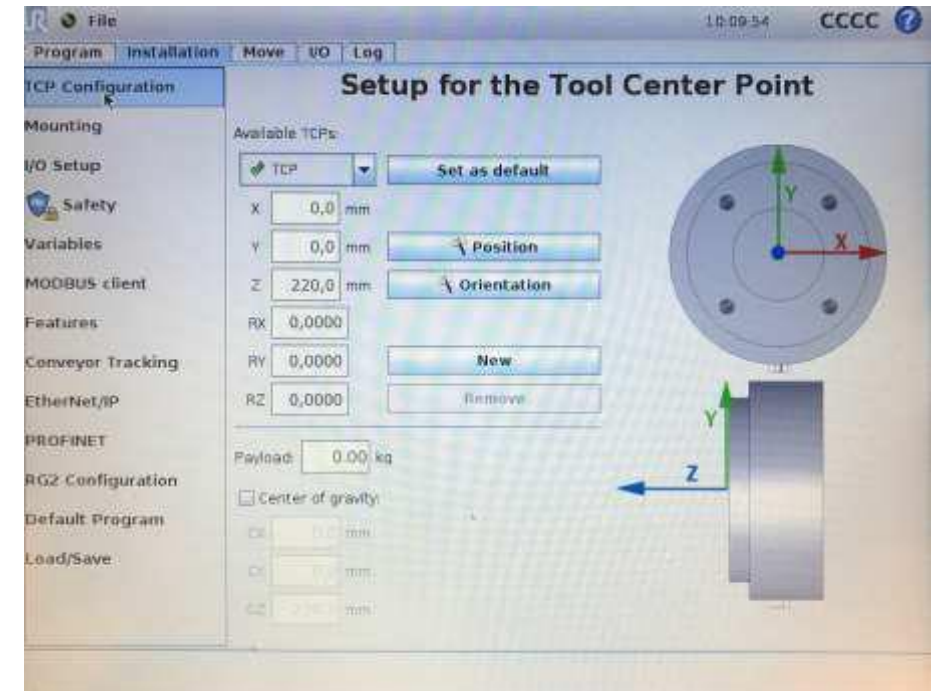 File 10:09:54 CCCC ?
Program Installation Move I/O Log
TCP Configuration
Mounting
I/O Setup
Safety
Variables
MODBUS client
Features
Conveyor Tracking
EtherNet/IP
PROFINET
RG2 Configuration
Default Program
Load/Save
Setup for the Tool Center Point
Available TCPs:
TCP Set as default
X 0,0 mm
Y 0,0 mm Position
Z 220,0 mm Orientation
RX 0,0000
RY 0,0000 New
RZ 0,0000 Remove
Payload: 0.00 kg
Center of gravity:
mm
mm
CZ mm
Y
X
Y
Z